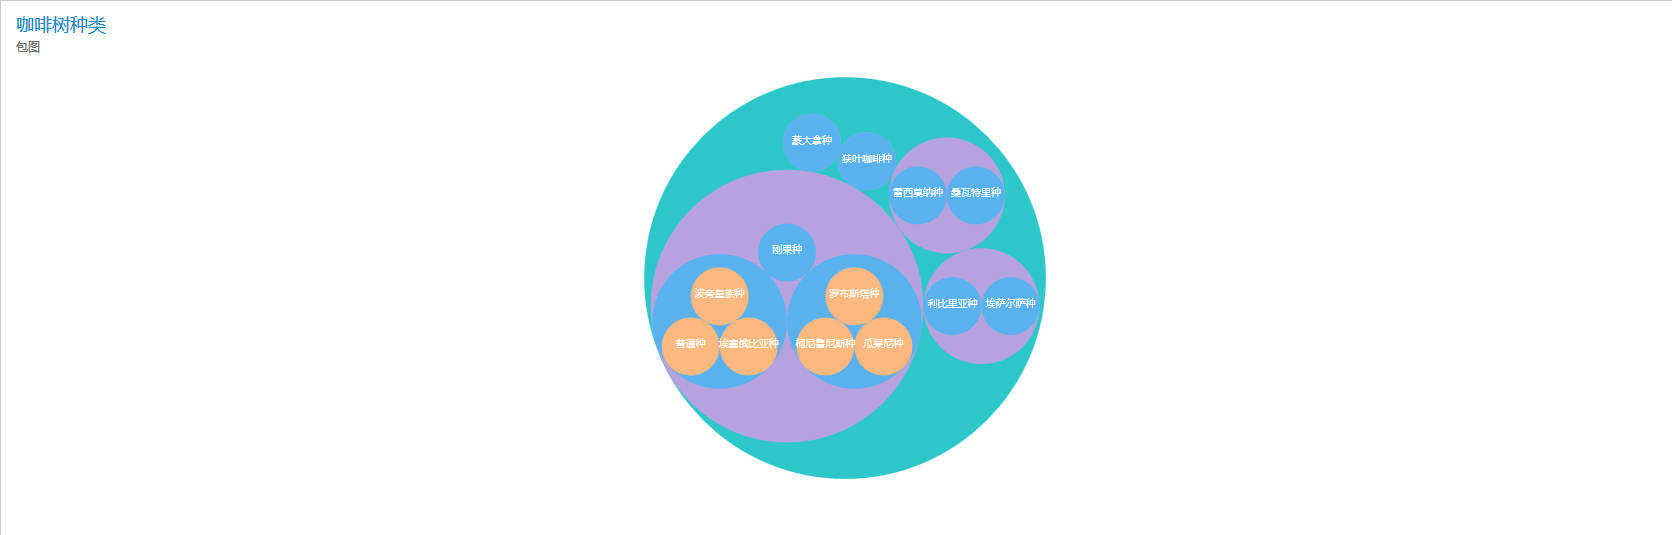 咖啡树种类
包图
蒙大拿种
狭叶咖啡种
雷西莫纳种
桑瓦特里种
刚果种
波旁皇族种
罗布斯塔种
利比里亚种
埃萨尔萨种
普通种
埃塞俄比亚种
柯尼鲁尼斯种
瓜果尼种